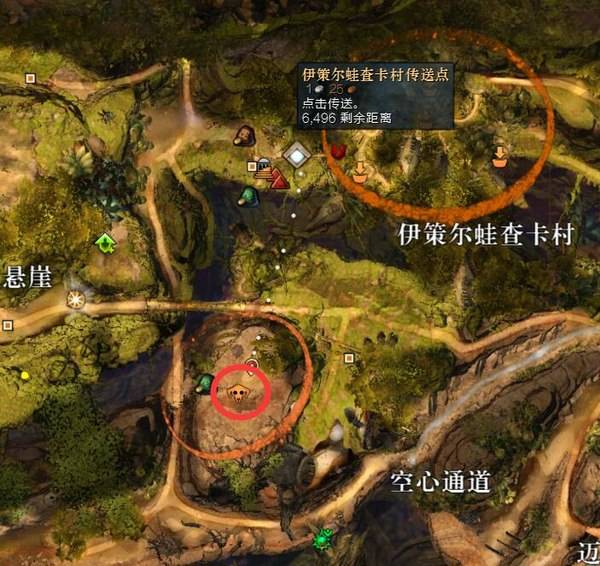 伊策尔蛙查卡村传送点
1 25
点击传送。
6,496 剩余距离
伊策尔蛙查卡村
悬崖
空心通道
迈